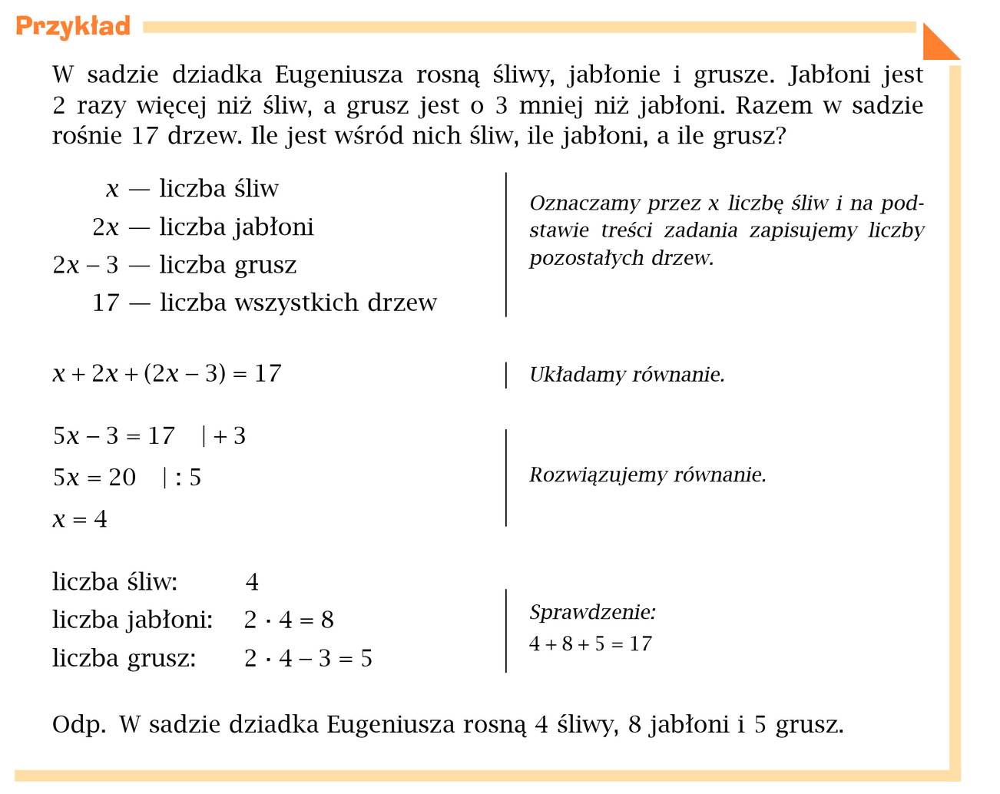 Przykład
W sadzie dziadka Eugeniusza rosną śliwy, jabłonie i grusze. Jabłoni jest
2 razy więcej niż śliw, a grusz jest o 3 mniej niż jabłoni. Razem w sadzie
rośnie 17 drzew. Ile jest wśród nich śliw, ile jabłoni, a ile grusz?
x — liczba śliw
2x — liczba jabłoni
2x – 3 — liczba grusz
17 — liczba wszystkich drzew
Oznaczamy przez x liczbę śliw i na pod-
stawie treści zadania zapisujemy liczby
pozostałych drzew.
x + 2x + (2x – 3) = 17
Układamy równanie.
5x – 3 = 17 | + 3
5x = 20 | : 5
x = 4
Rozwiązujemy równanie.
liczba śliw: 4
liczba jabłoni: 2 · 4 = 8
liczba grusz: 2 · 4 – 3 = 5
Sprawdzenie:
4 + 8 + 5 = 17
Odp. W sadzie dziadka Eugeniusza rosną 4 śliwy, 8 jabłoni i 5 grusz.